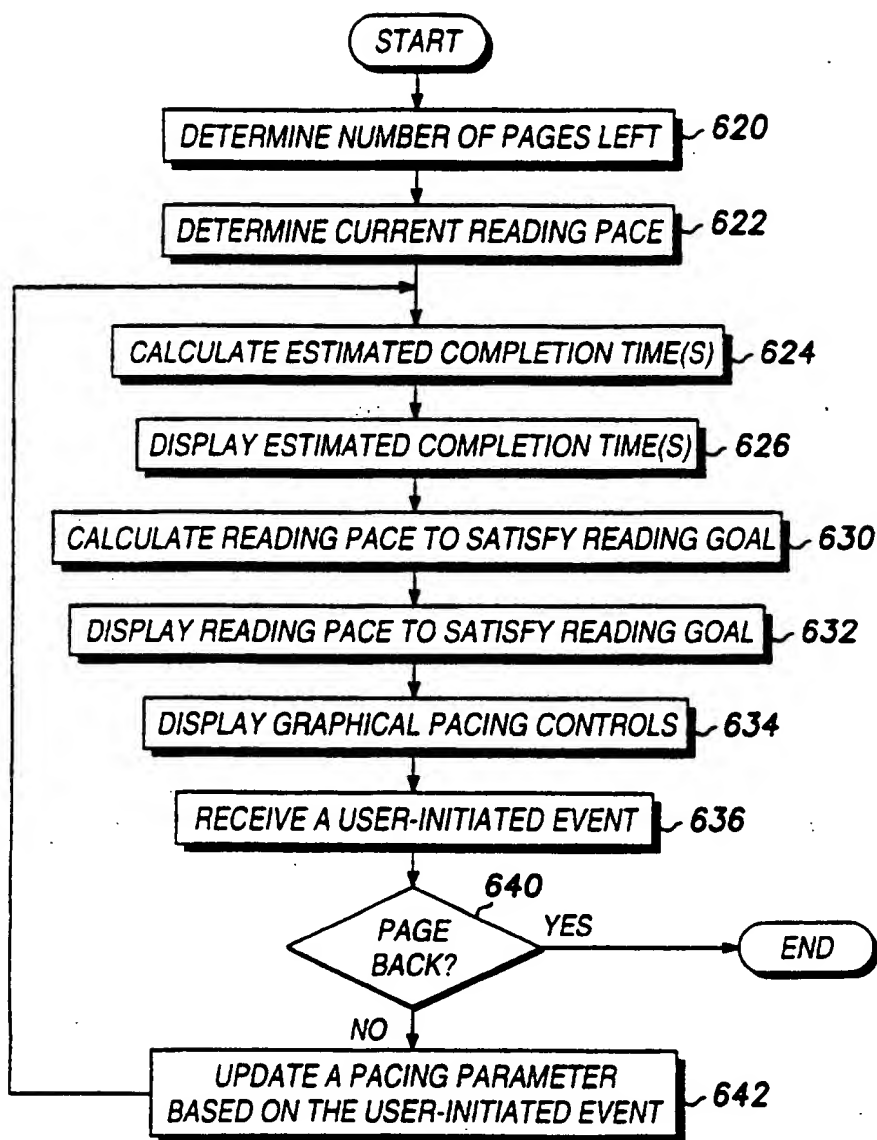 START
DETERMINE NUMBER OF PAGES LEFT 620
DETERMINE CURRENT READING PACE 622
CALCULATE ESTIMATED COMPLETION TIME(S) 624
DISPLAY ESTIMATED COMPLETION TIME(S) 626
CALCULATE READING PACE TO SATISFY READING GOAL 630
DISPLAY READING PACE TO SATISFY READING GOAL 632
DISPLAY GRAPHICAL PACING CONTROLS 634
RECEIVE A USER-INITIATED EVENT 636
640
PAGE
BACK?
YES
END
NO
UPDATE A PACING PARAMETER
BASED ON THE USER-INITIATED EVENT 642